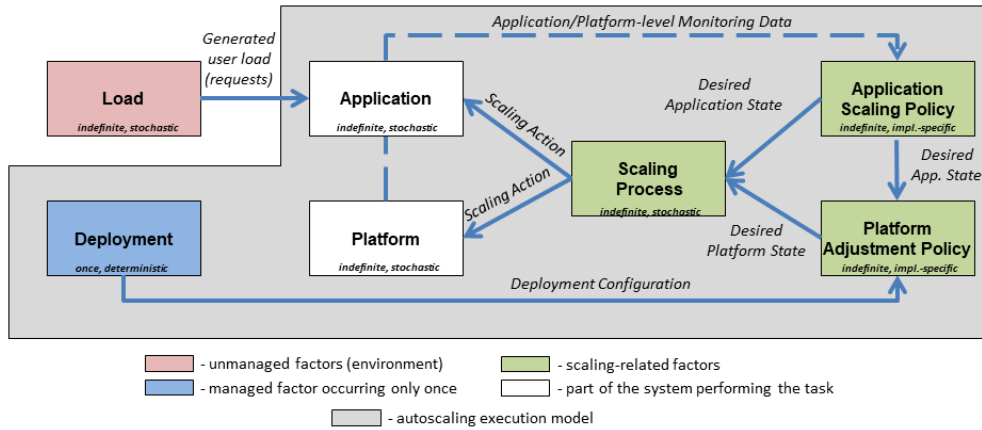 Application/Platform-level Monitoring Data
Generated
user load
(requests)
Load
indefinite, stochastic
Application
indefinite, stochastic
Scaling Action
Desired
Application State
Application
Scaling Policy
indefinite, impl.-specific
Scaling
Process
indefinite, stochastic
Desired
App. State
Deployment
once, deterministic
Platform
indefinite, stochastic
Scaling Action
Desired
Platform State
Platform
Adjustment Policy
indefinite, impl.-specific
Deployment Configuration
- unmanaged factors (environment)
- scaling-related factors
- managed factor occurring only once
- part of the system performing the task
- autoscaling execution model